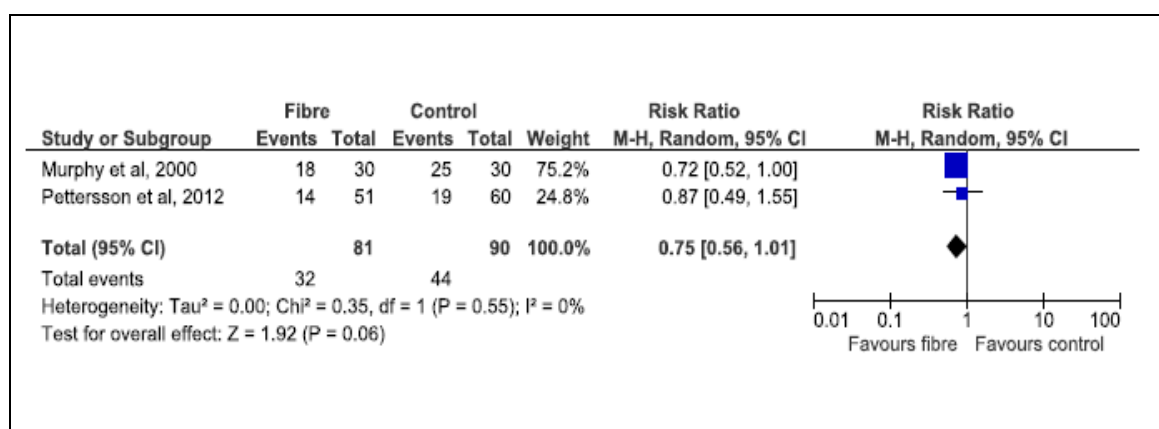 Fibre Control Risk Ratio Risk Ratio
Study or Subgroup Events Total Events Total Weight M-H, Random, 95% CI M-H, Random, 95% CI
Murphy et al, 2000 18 30 25 30 75.2% 0.72 [0.52, 1.00]
Pettersson et al, 2012 14 51 19 60 24.8% 0.87 [0.49, 1.55]
Total (95% CI) 81 90 100.0% 0.75 [0.56, 1.01]
Total events 32 44
Heterogeneity: Tau² = 0.00; Chi² = 0.35, df = 1 (P = 0.55); I² = 0%
Test for overall effect: Z = 1.92 (P = 0.06)
0.01 0.1 1 10 100
Favours fibre Favours control